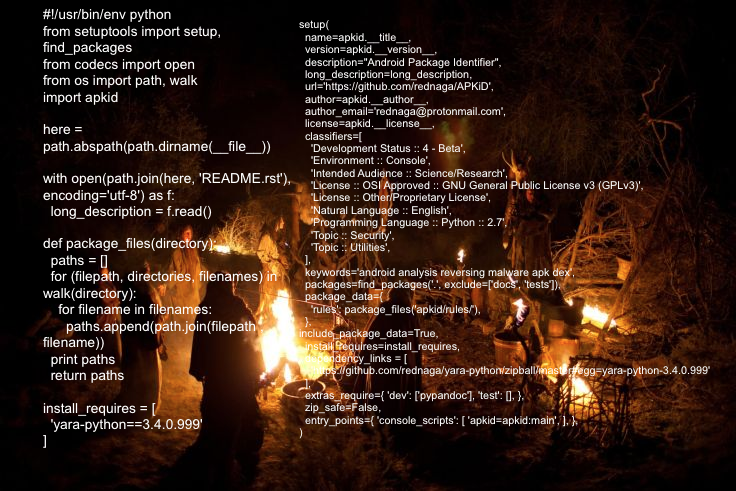 #!/usr/bin/env python
from setuptools import setup,
find_packages
from codecs import open
from os import path, walk
import apkid
here =
path.abspath(path.dirname(__file__))
with open(path.join(here, 'README.rst'),
encoding='utf-8') as f:
long_description = f.read()
def package_files(directory):
paths = []
for (filepath, directories, filenames) in
walk(directory):
for filename in filenames:
paths.append(path.join(filepath
filename))
print paths
return paths
install_requires = [
'yara-python==3.4.0.999'
]
setup(
name=apkid.__title__,
version=apkid.__version__,
description="Android Package Identifier",
long_description=long_description,
url='https://github.com/rednaga/APKiD',
author=apkid.__author__,
author_email='rednaga@protonmail.com',
license=apkid.__license__,
classifiers=[
'Development Status :: 4 - Beta',
'Environment :: Console',
'Intended Audience :: Science/Research',
'License :: OSI Approved :: GNU General Public License v3 (GPLv3)',
'License :: Other/Proprietary License',
'Natural Language :: English',
'Programming Language :: Python :: 2.7',
'Topic :: Security',
'Topic :: Utilities',
],
keywords='android analysis reversing malware apk dex',
packages=find_packages('.', exclude=['docs', 'tests']),
package_data={
'rules': package_files('apkid/rules/'),
},
include_package_data=True,
install_requires=install_requires,
dependency_links = [
https://github.com/rednaga/yara-python/zipball/master#egg=yara-python-3.4.0.999'
extras_require={ 'dev': ['pypandoc'], 'test': [], },
zip_safe=False,
entry_points={ 'console_scripts': [ 'apkid=apkid:main', ], },
)